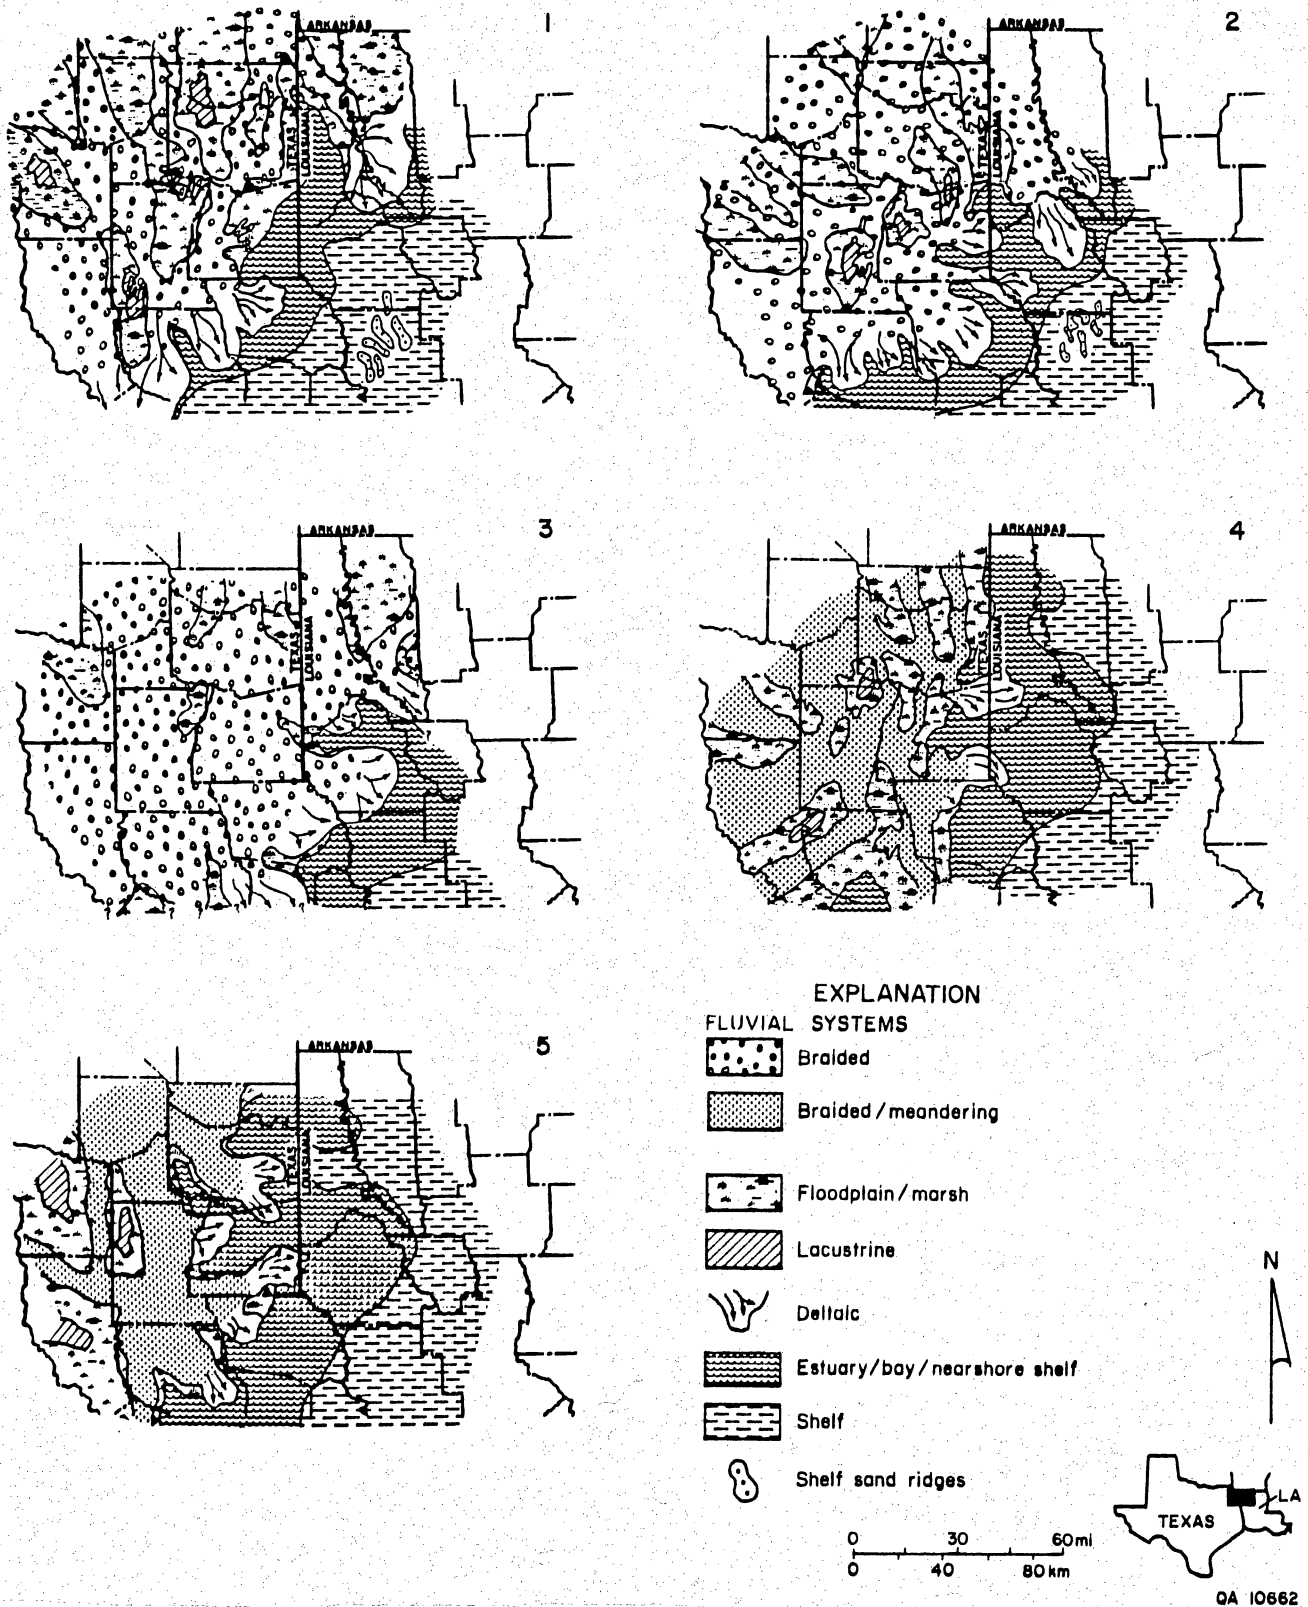 1
ARKANSAS
TEXAS
LOUISIANA
2
ARKANSAS
TEXAS
LOUISIANA
3
ARKANSAS
TEXAS
LOUISIANA
? ? ? ?
4
ARKANSAS
TEXAS
LOUISIANA
5
ARKANSAS
TEXAS
LOUISIANA
EXPLANATION
FLUVIAL SYSTEMS
Braided
Braided/meandering
Floodplain/marsh
Lacustrine
Deltaic
Estuary/bay/nearshore shelf
Shelf
Shelf sand ridges
N
0 30 60 mi
0 40 80 km
TEXAS
LA
QA 10662